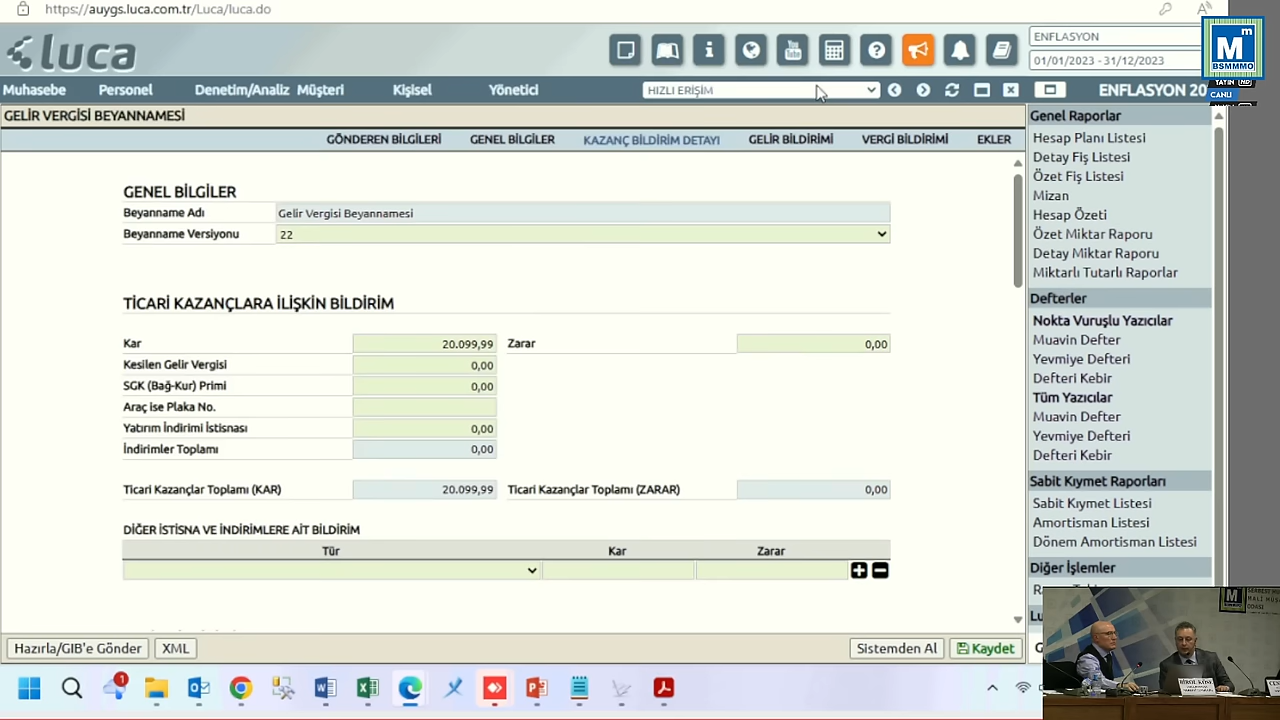 https://auygs.luca.com.tr/Luca/luca.do
luca
ENFLASYON
01/01/2023 - 31/12/2023
M m
BSMMMO
YAYIN
CANLI
Muhasebe Personel Denetim/Analiz Müşteri Kişisel Yönetici
HIZLI ERİŞİM
ENFLASYON 20
GELİR VERGİSİ BEYANNAMESİ
GÖNDEREN BİLGİLERİ GENEL BİLGİLER KAZANÇ BİLDİRİM DETAYI GELİR BİLDİRİMİ VERGİ BİLDİRİMİ EKLER
GENEL BİLGİLER
Beyanname Adı Gelir Vergisi Beyannamesi
Beyanname Versiyonu 22
TİCARİ KAZANÇLARA İLİŞKİN BİLDİRİM
Kar 20.099,99 Zarar 0,00
Kesilen Gelir Vergisi 0,00
SGK (Bağ-Kur) Primi 0,00
Araç ise Plaka No.
Yatırım İndirimi İstisnası 0,00
İndirimler Toplamı 0,00
Ticari Kazançlar Toplamı (KAR) 20.099,99 Ticari Kazançlar Toplamı (ZARAR) 0,00
DİĞER İSTİSNA VE İNDİRİMLERE AİT BİLDİRİM
Tür Kar Zarar
Hazırla/GIB'e Gönder XML Sistemden Al Kaydet
Genel Raporlar
Hesap Planı Listesi
Detay Fiş Listesi
Özet Fiş Listesi
Mizan
Hesap Özeti
Özet Miktar Raporu
Detay Miktar Raporu
Miktarlı Tutarlı Raporlar
Defterler
Nokta Vuruşlu Yazıcılar
Muavin Defter
Yevmiye Defteri
Defteri Kebir
Tüm Yazıcılar
Muavin Defter
Yevmiye Defteri
Defteri Kebir
Sabit Kıymet Raporları
Sabit Kıymet Listesi
Amortisman Listesi
Dönem Amortisman Listesi
Diğer İşlemler
Lu
G
1
BİROL KÖSE